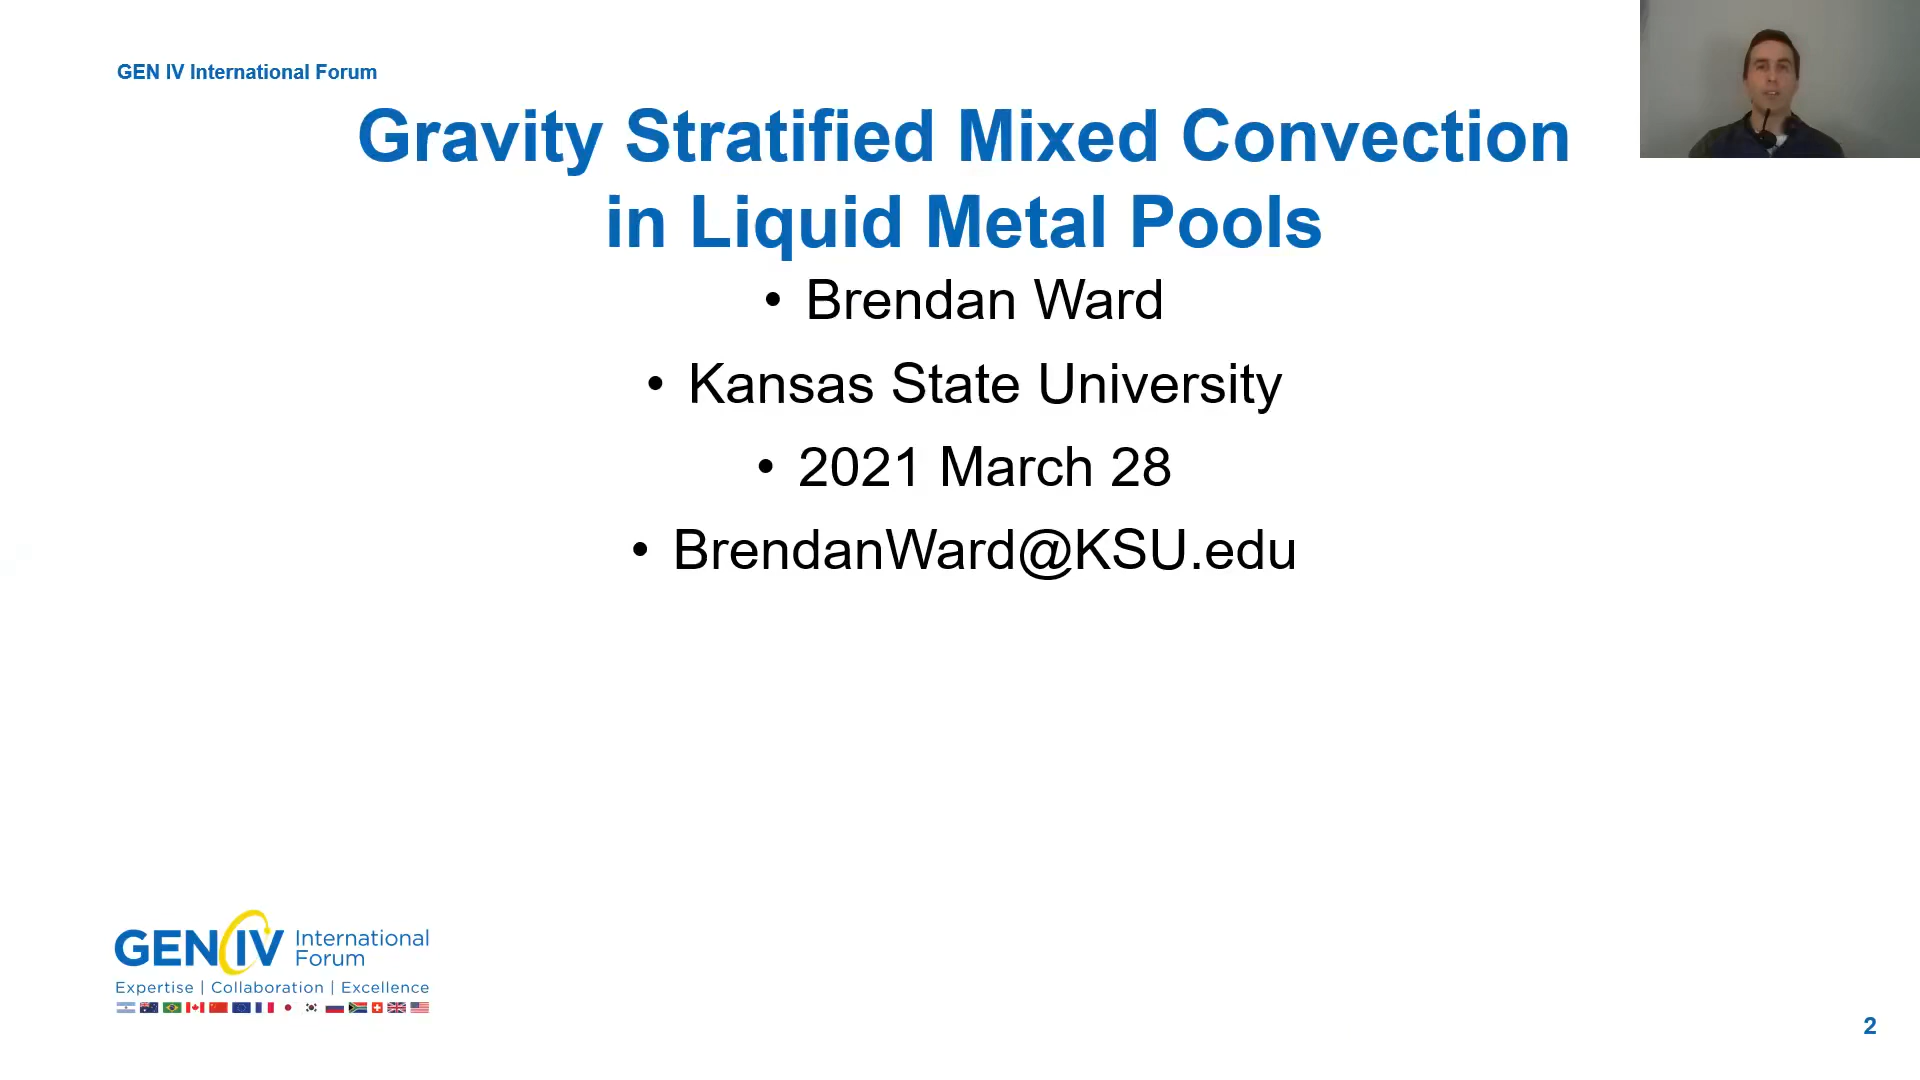 GEN IV International Forum
Gravity Stratified Mixed Convection
in Liquid Metal Pools
• Brendan Ward
• Kansas State University
• 2021 March 28
• BrendanWard@KSU.edu
GEN IV International
Forum
Expertise | Collaboration | Excellence
2